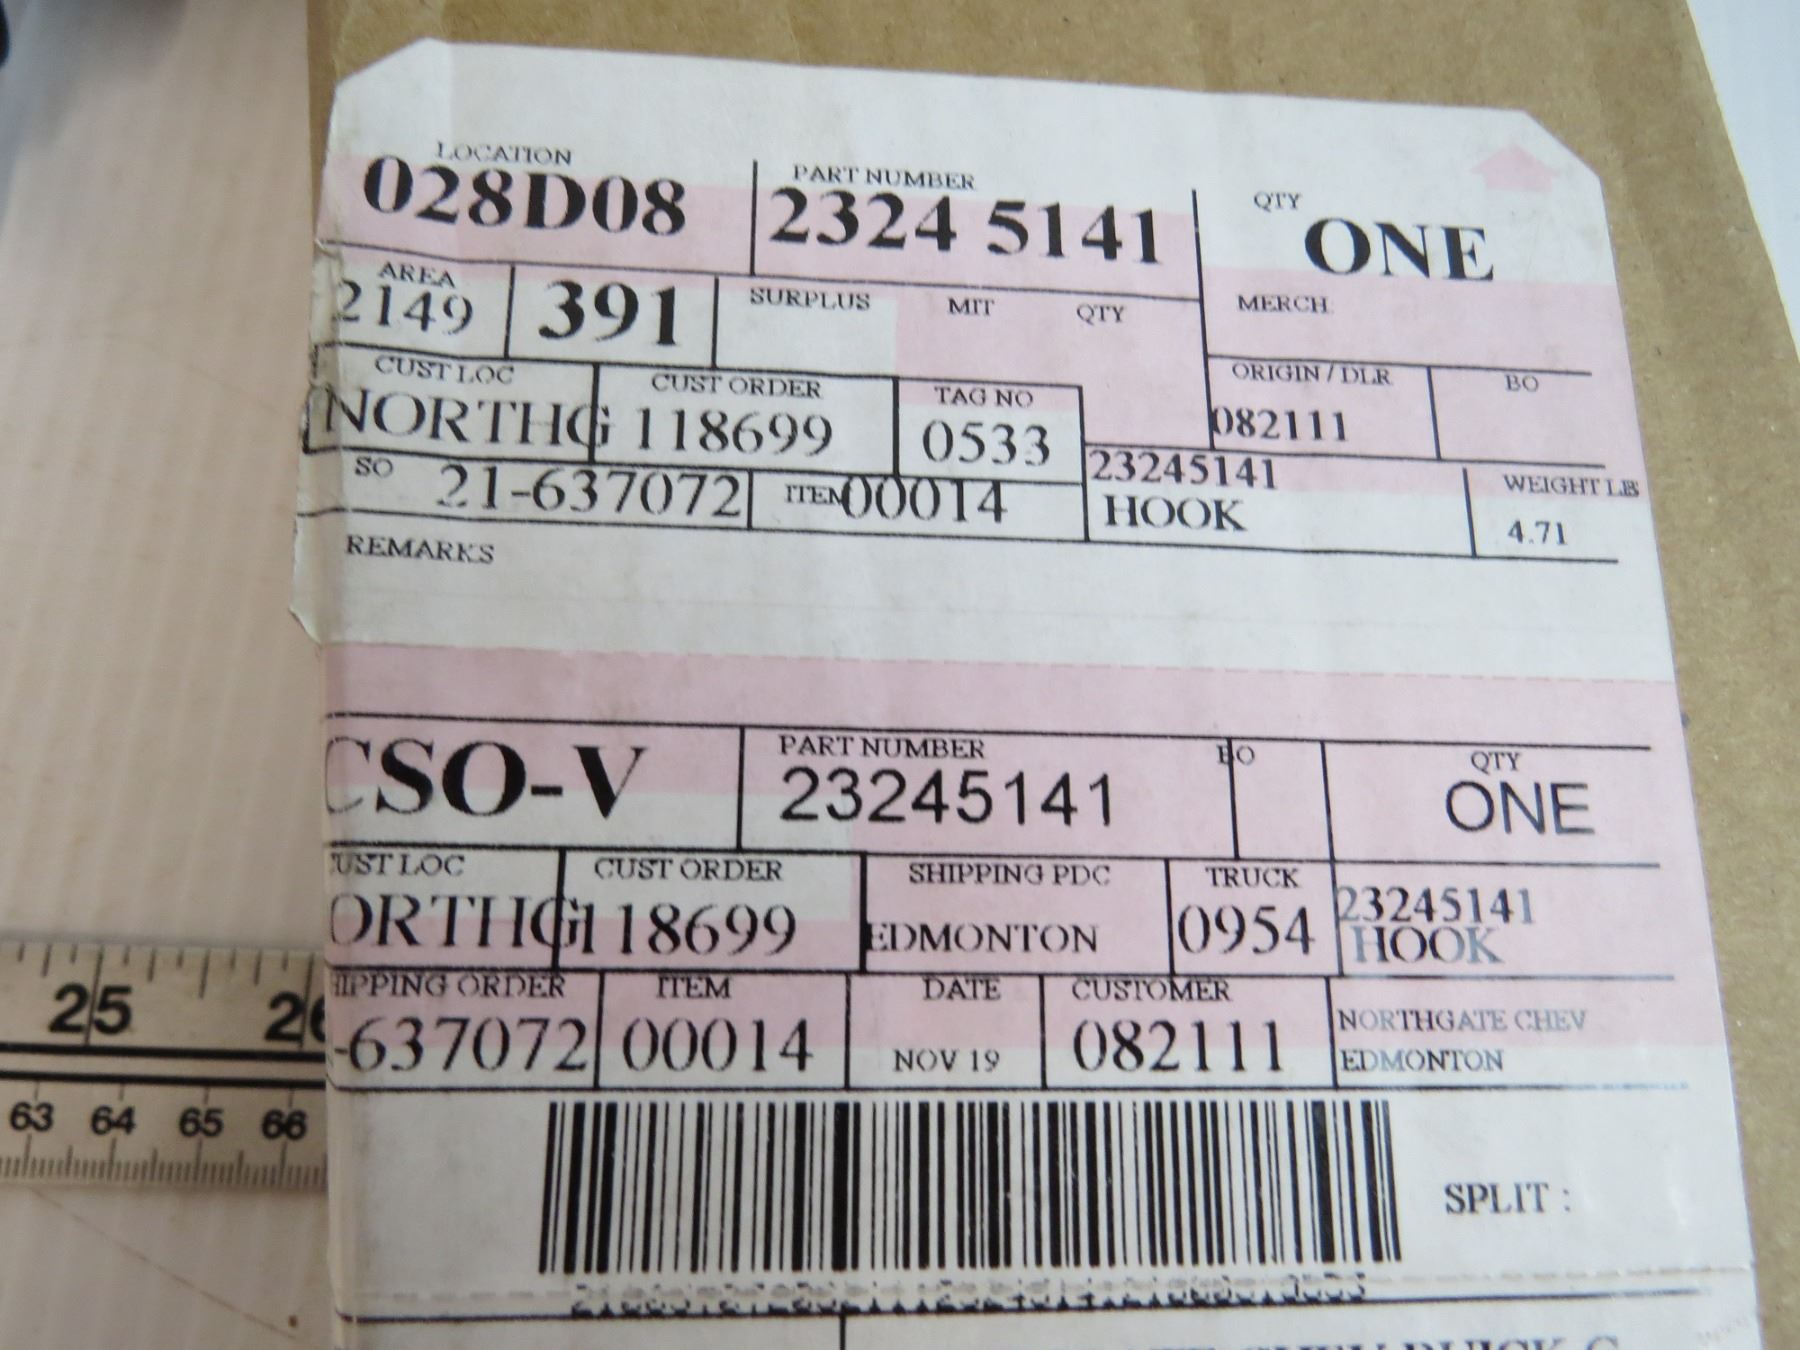 LOCATION PART NUMBER QTY
028D08 2324 5141 ONE
AREA SURPLUS MIT QTY MERCH
2149 391
CUST LOC CUST ORDER TAG NO ORIGIN / DLR BO
NORTHG 118699 0533 082111
SO 21-637072 ITEM 00014 23245141 WEIGHT LB
HOOK 4.71
REMARKS
CSO-V PART NUMBER BO QTY
23245141 ONE
CUST LOC CUST ORDER SHIPPING PDC TRUCK 23245141
ORTHG 118699 EDMONTON 0954 HOOK
HIPPING ORDER ITEM DATE CUSTOMER NORTHGATE CHEV
-637072 00014 NOV 19 082111 EDMONTON
25 26
63 64 65 66
SPLIT :